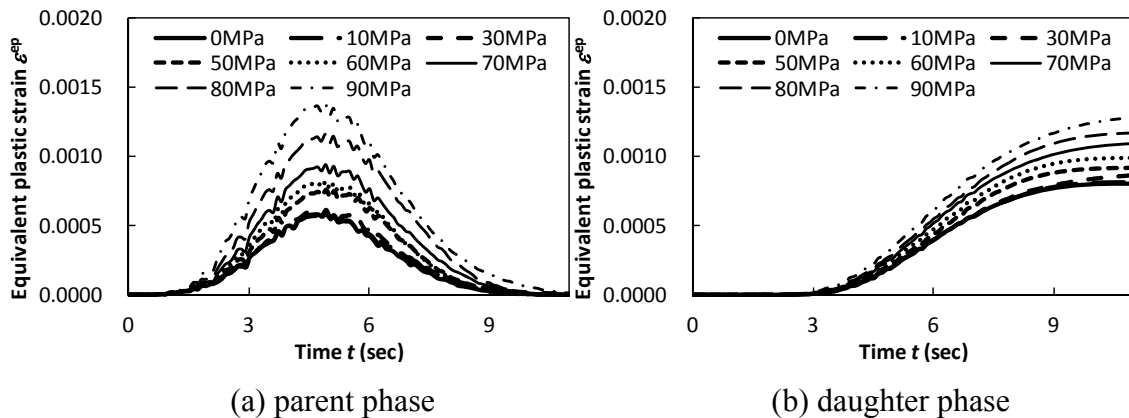 0.0020
0.0015
0.0010
0.0005
0.0000
Equivalent plastic strain ε^ep
0MPa 10MPa 30MPa
50MPa 60MPa 70MPa
80MPa 90MPa
0 3 6 9
Time t (sec)
(a) parent phase
0.0020
0.0015
0.0010
0.0005
0.0000
Equivalent plastic strain ε^ep
0MPa 10MPa 30MPa
50MPa 60MPa 70MPa
80MPa 90MPa
0 3 6 9
Time t (sec)
(b) daughter phase